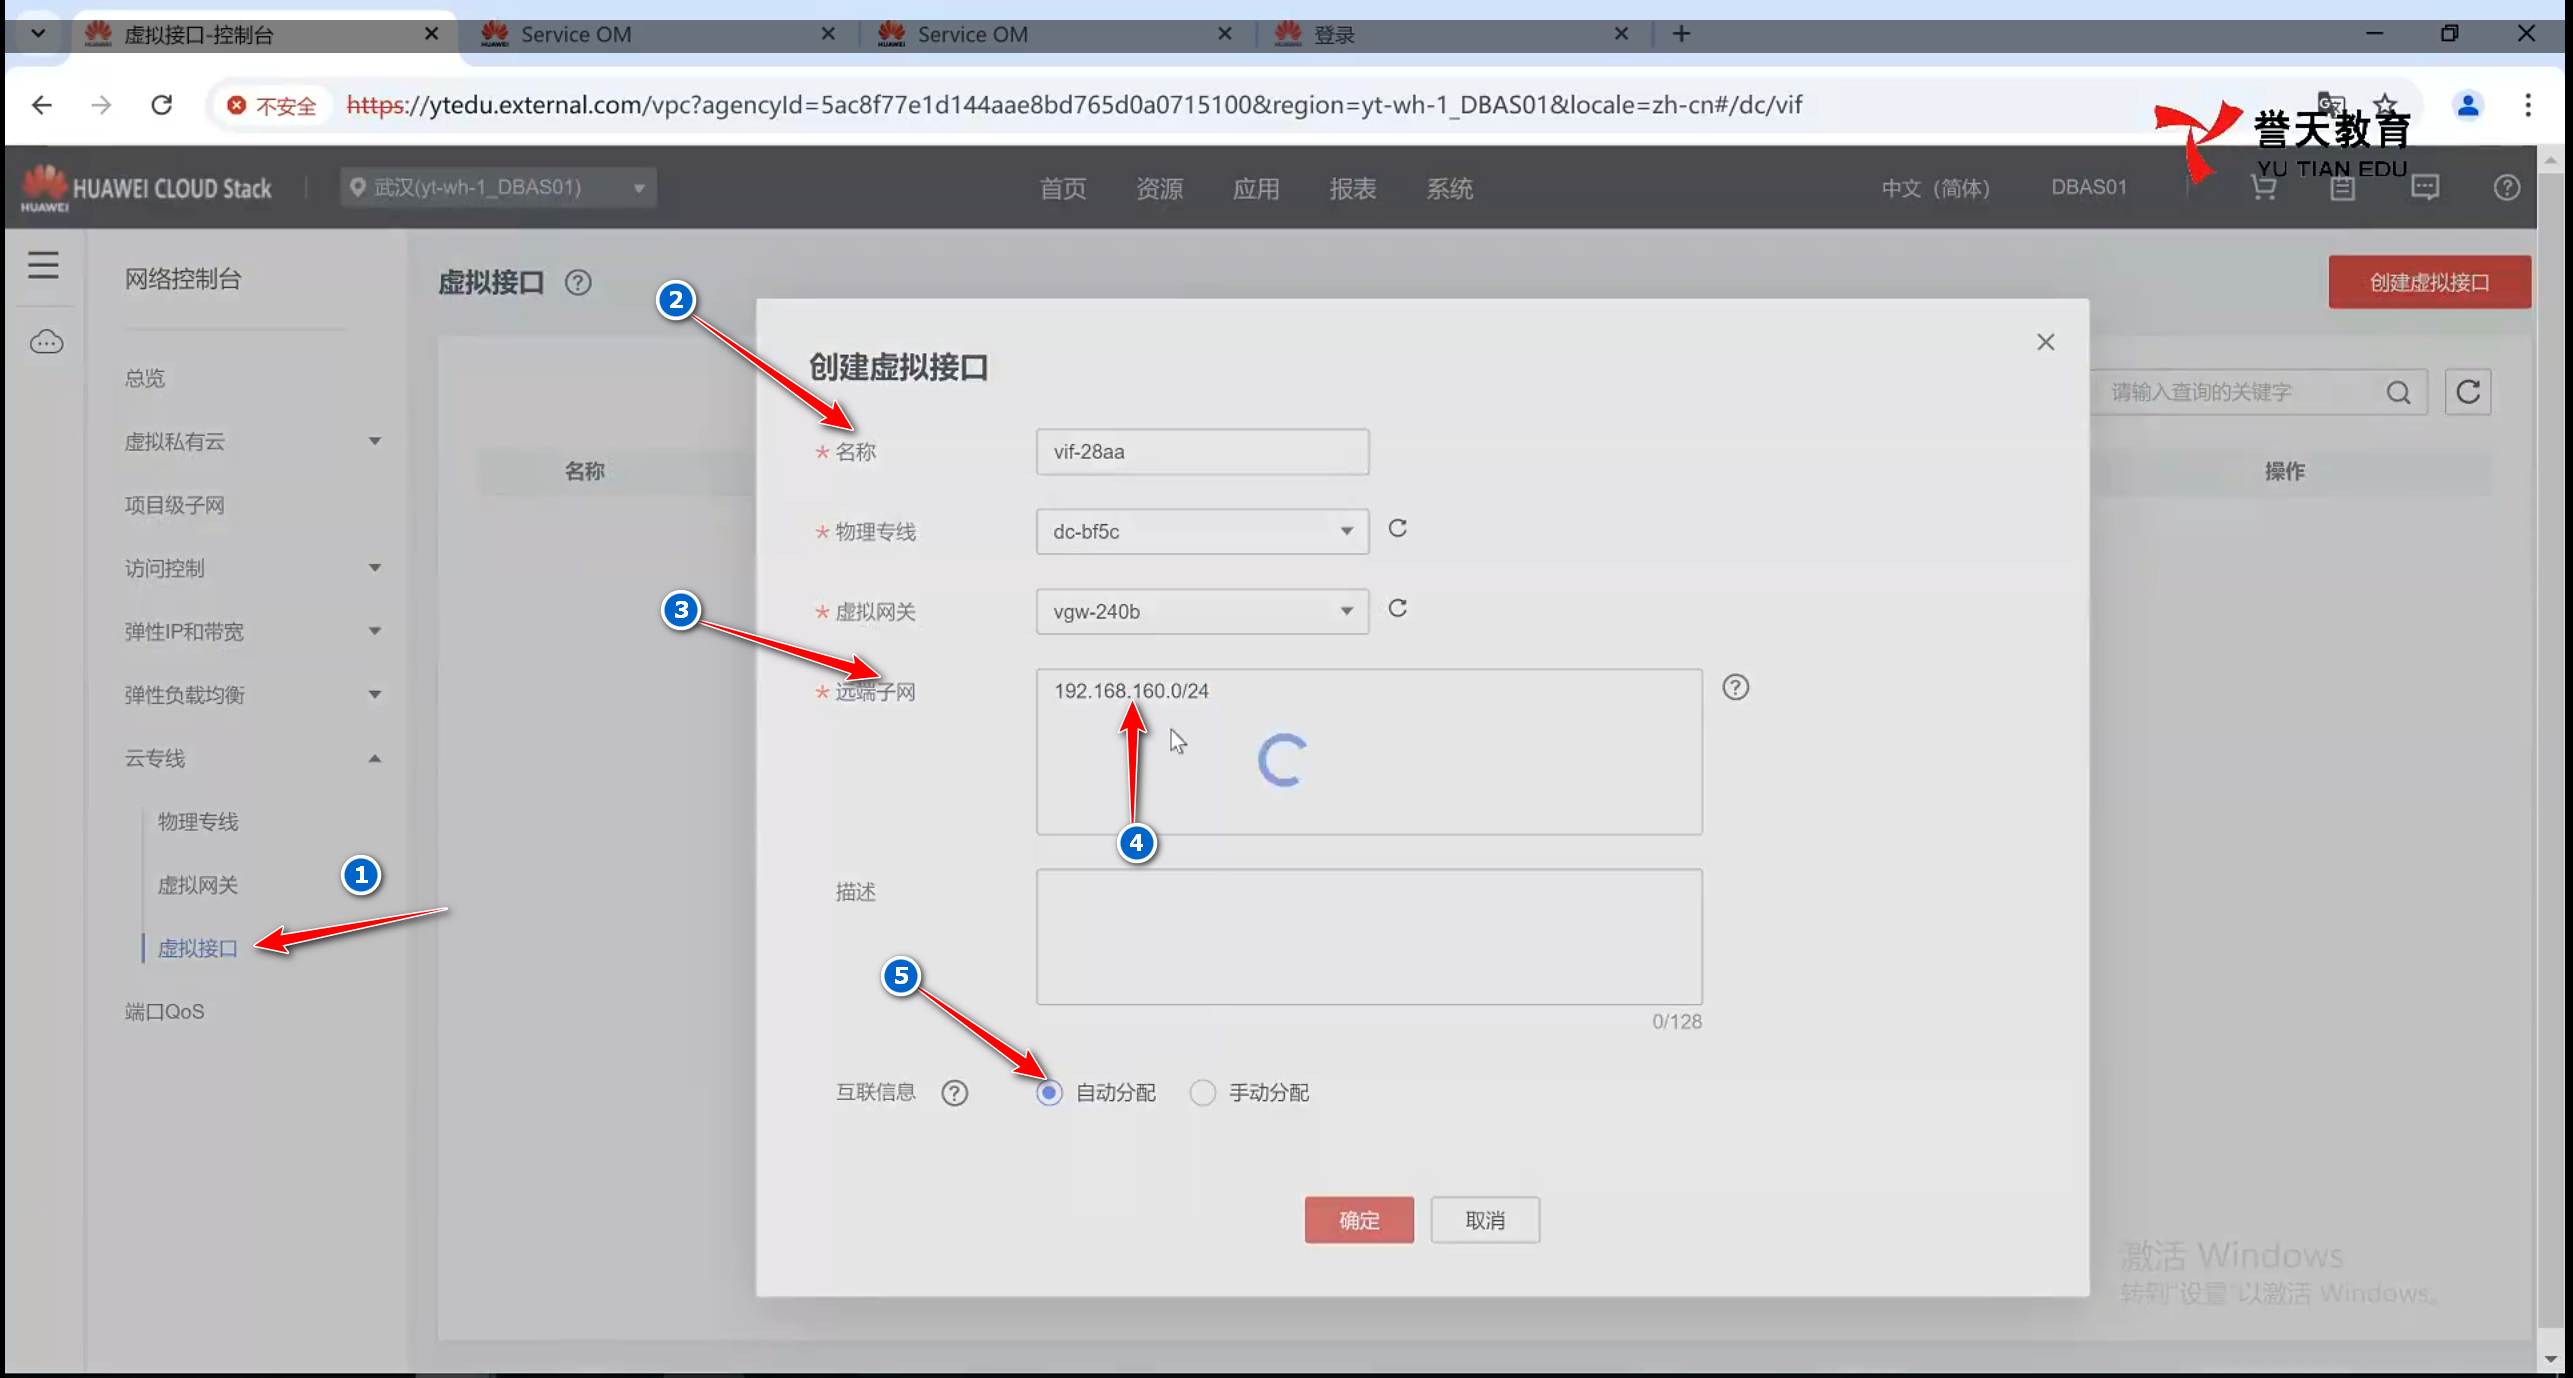 虚拟接口-控制台
Service OM
Service OM
登录
不安全
https://ytedu.external.com/vpc?agencyId=5ac8f77e1d144aae8bd765d0a0715100&region=yt-wh-1_DBAS01&locale=zh-cn#/dc/vif
誉天教育
YU TIAN EDU
HUAWEI
HUAWEI CLOUD Stack
武汉(yt-wh-1_DBAS01)
首页
资源
应用
报表
系统
中文（简体）
DBAS01
网络控制台
总览
虚拟私有云
项目级子网
访问控制
弹性IP和带宽
弹性负载均衡
云专线
物理专线
虚拟网关
虚拟接口
端口QoS
1
虚拟接口
创建虚拟接口
请输入查询的关键字
名称
操作
2
创建虚拟接口
* 名称
vif-28aa
* 物理专线
dc-bf5c
3
* 虚拟网关
vgw-240b
* 远端子网
192.168.160.0/24
4
描述
0/128
5
互联信息
自动分配
手动分配
确定
取消
激活 Windows
转到"设置"以激活 Windows。